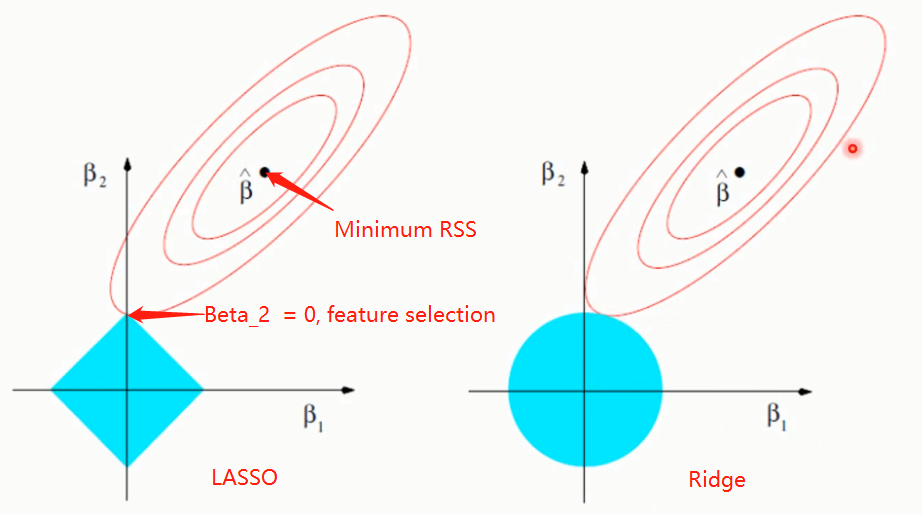 β₂
β̂
Minimum RSS
Beta_2 = 0, feature selection
β₁
LASSO
β₂
β̂
β₁
Ridge